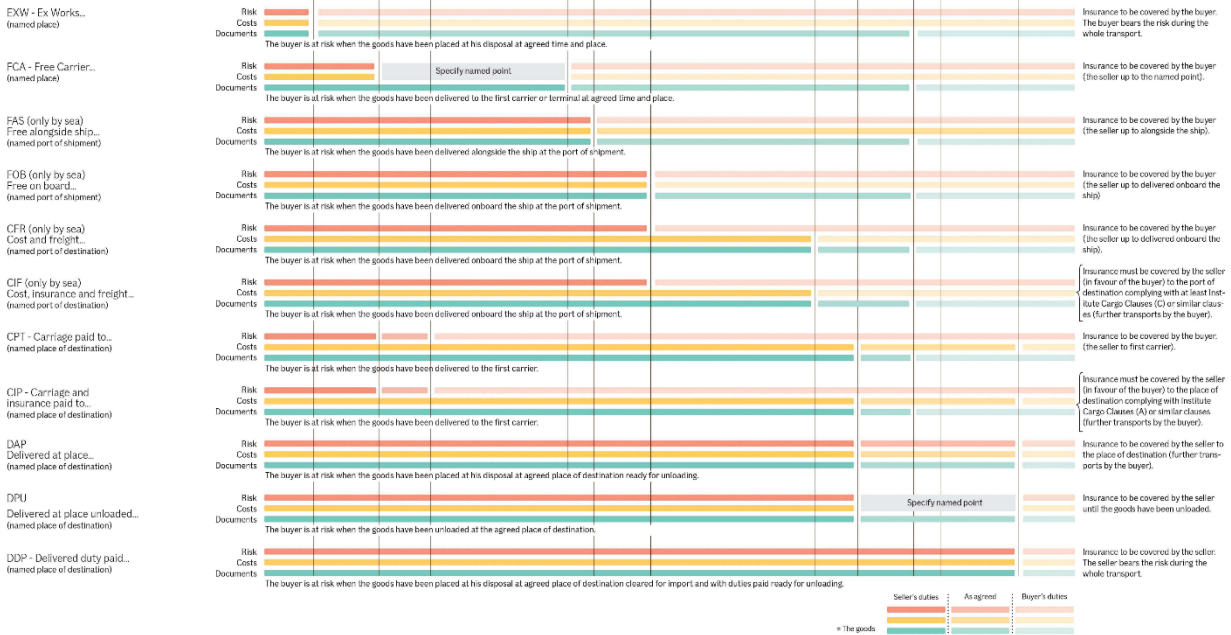 EXW - Ex Works...
(named place)
Risk
Costs
Documents
The buyer is at risk when the goods have been placed at his disposal at agreed time and place.
Insurance to be covered by the buyer.
The buyer bears the risk during the
whole transport.
FCA - Free Carrier...
(named place)
Risk
Costs
Documents
Specify named point
The buyer is at risk when the goods have been delivered to the first carrier or terminal at agreed time and place.
Insurance to be covered by the buyer
(the seller up to the named point).
FAS (only by sea)
Free alongside ship...
(named port of shipment)
Risk
Costs
Documents
The buyer is at risk when the goods have been delivered alongside the ship at the port of shipment.
Insurance to be covered by the buyer
(the seller up to alongside the ship).
FOB (only by sea)
Free on board...
(named port of shipment)
Risk
Costs
Documents
The buyer is at risk when the goods have been delivered onboard the ship at the port of shipment.
Insurance to be covered by the buyer
(the seller up to delivered onboard the
ship)
CFR (only by sea)
Cost and freight...
(named port of destination)
Risk
Costs
Documents
The buyer is at risk when the goods have been delivered onboard the ship at the port of shipment.
Insurance to be covered by the buyer
(the seller up to delivered onboard the
ship).
CIF (only by sea)
Cost, insurance and freight...
(named port of destination)
Risk
Costs
Documents
The buyer is at risk when the goods have been delivered onboard the ship at the port of shipment.
Insurance must be covered by the seller
(in favour of the buyer) to the port of
destination complying with at least Inst-
itute Cargo Clauses (C) or similar claus-
es (further transports by the buyer).
CPT - Carriage paid to...
(named place of destination)
Risk
Costs
Documents
The buyer is at risk when the goods have been delivered to the first carrier.
Insurance to be covered by the buyer.
(the seller to first carrier).
CIP - Carriage and
insurance paid to...
(named place of destination)
Risk
Costs
Documents
The buyer is at risk when the goods have been delivered to the first carrier.
Insurance must be covered by the seller
(in favour of the buyer) to the place of
destination complying with Institute
Cargo Clauses (A) or similar clauses
(further transports by the buyer).
DAP
Delivered at place...
(named place of destination)
Risk
Costs
Documents
The buyer is at risk when the goods have been placed at his disposal at agreed place of destination ready for unloading.
Insurance to be covered by the seller to
the place of destination (further trans-
ports by the buyer).
DPU
Delivered at place unloaded...
(named place of destination)
Risk
Costs
Documents
Specify named point
The buyer is at risk when the goods have been unloaded at the agreed place of destination.
Insurance to be covered by the seller
until the goods have been unloaded.
DDP - Delivered duty paid...
(named place of destination)
Risk
Costs
Documents
The buyer is at risk when the goods have been placed at his disposal at agreed place of destination cleared for import and with duties paid ready for unloading.
Insurance to be covered by the seller.
The seller bears the risk during the
whole transport.
Seller's duties
As agreed
Buyer's duties
* The goods